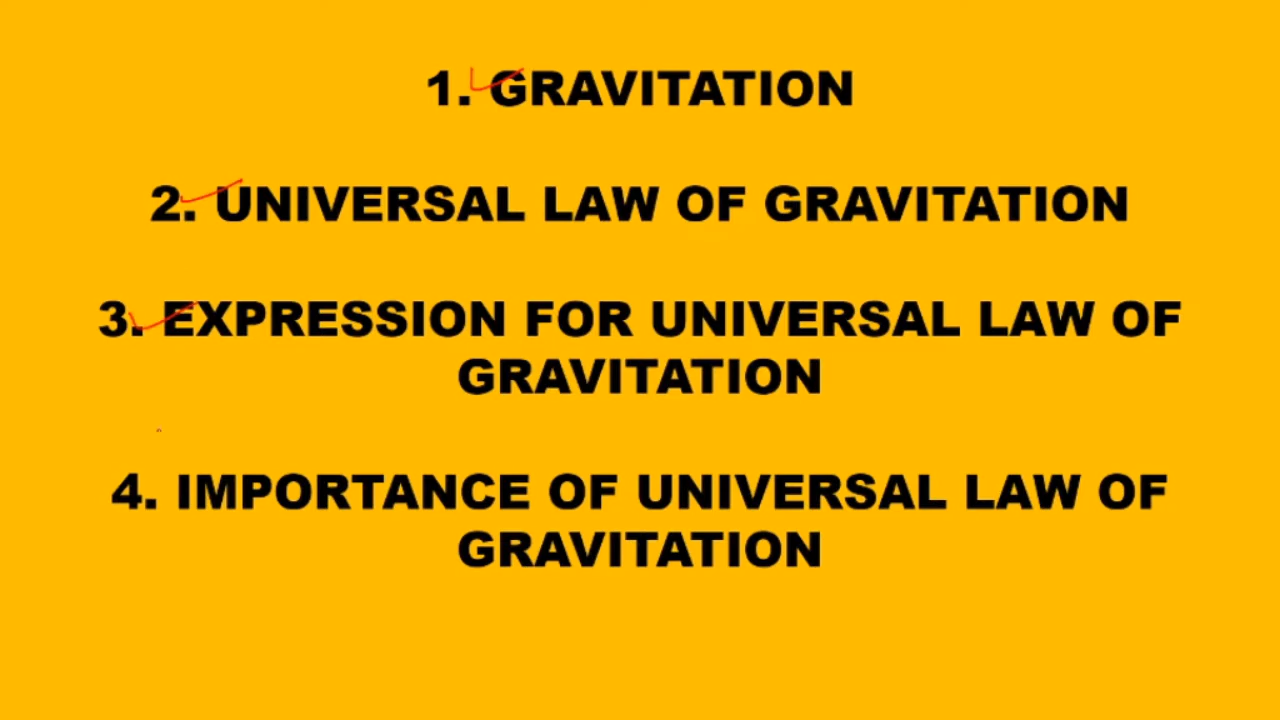 1. GRAVITATION
2. UNIVERSAL LAW OF GRAVITATION
3. EXPRESSION FOR UNIVERSAL LAW OF
GRAVITATION
4. IMPORTANCE OF UNIVERSAL LAW OF
GRAVITATION